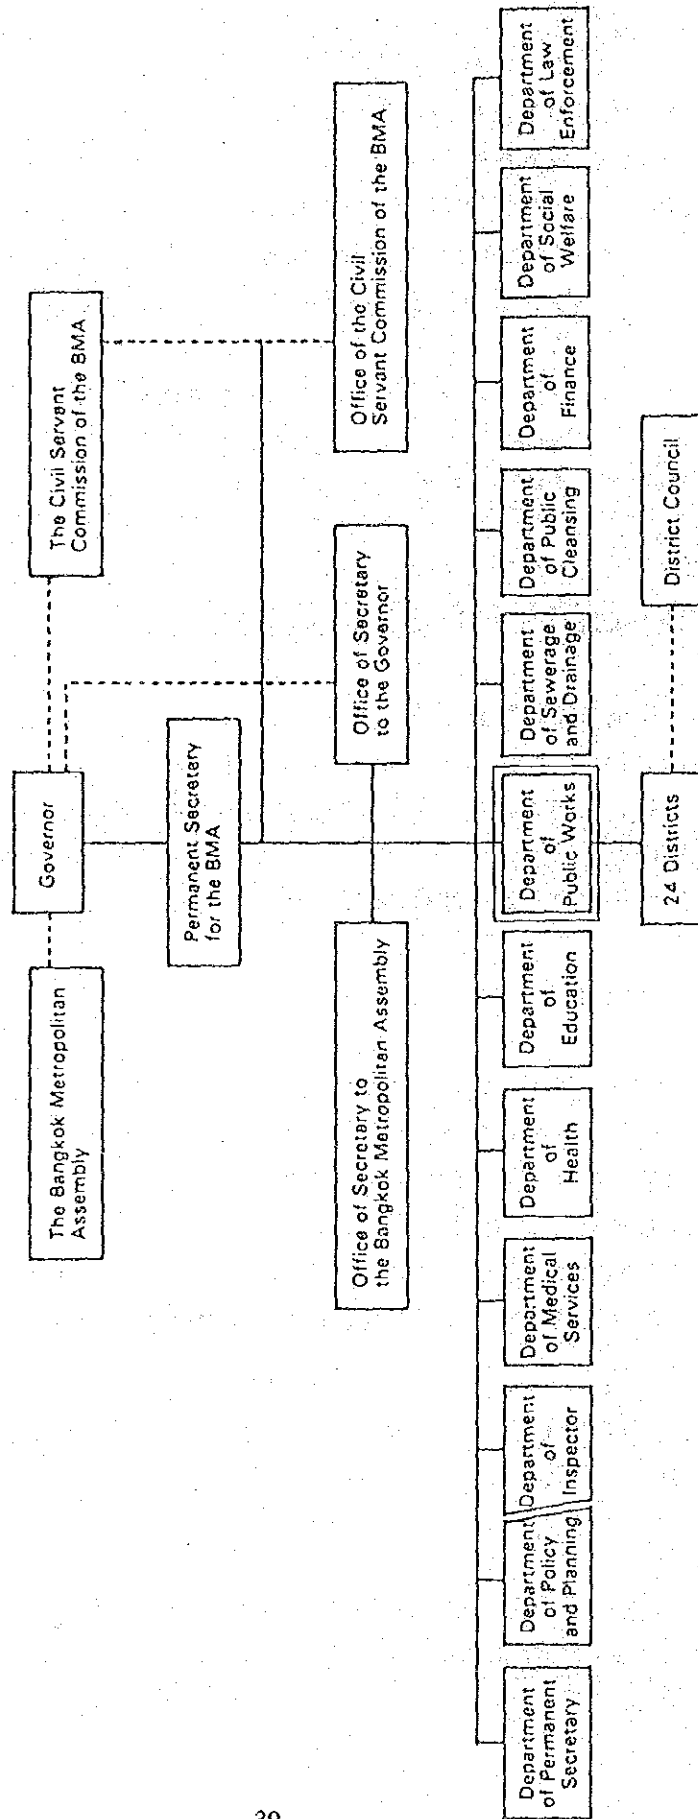 Governor
The Bangkok Metropolitan
Assembly
The Civil Servant
Commission of the BMA
Permanent Secretary
for the BMA
Office of Secretary to
the Bangkok Metropolitan Assembly
Office of Secretary
to the Governor
Office of the Civil
Servant Commission of the BMA
Department
of Permanent
Secretary
Department
of Policy
and Planning
Department
of
Inspector
Department
of Medical
Services
Department
of
Health
Department
of
Education
Department
of
Public Works
Department
of Sewerage
and Drainage
Department
of Public
Cleansing
Department
of
Finance
Department
of Social
Welfare
Department
of Law
Enforcement
24 Districts
District Council